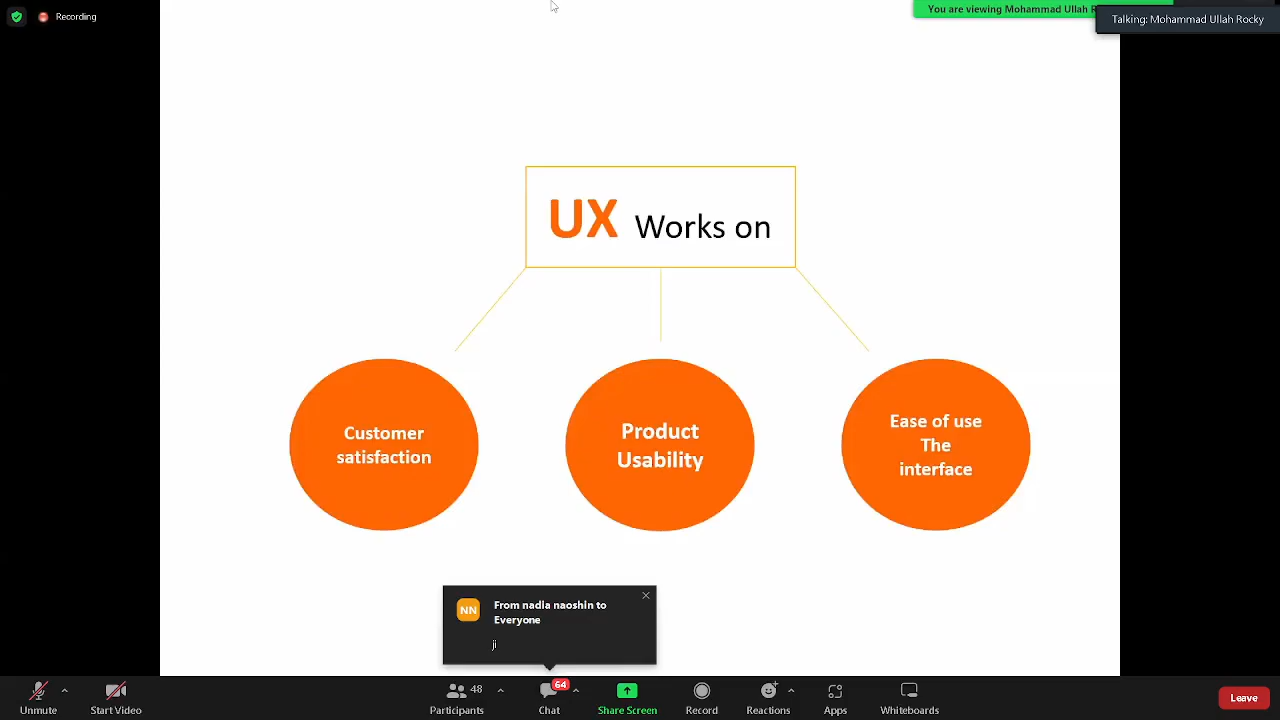 Recording
You are viewing Mohammad Ullah R
Talking: Mohammad Ullah Rocky
UX Works on
Customer
satisfaction
Product
Usability
Ease of use
The
interface
NN
From nadia naoshin to
Everyone
ji
Unmute
Start Video
48
Participants
64
Chat
Share Screen
Record
Reactions
Apps
Whiteboards
Leave